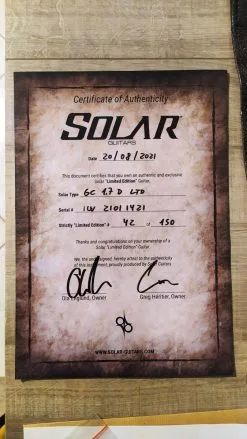 Certificate of Authenticity
SOLAR
GUITARS
Date 20/08/2021
This document certifies that you own an authentic and exclusive
Solar "Limited Edition" Guitar.
Solar Type GC 1.7 D LTD
Serial # IW 2101 1421
Strictly "Limited Edition" # 42 of 150
Thanks and congratulations on your ownership of a
Solar "Limited Edition" Guitar.
We, the undersigned, hereby attest to the authenticity
of this instrument, proudly produced by Solar Guitars
Ola Englund, Owner
Greg Häritier, Owner
WWW.SOLAR-GUITARS.COM